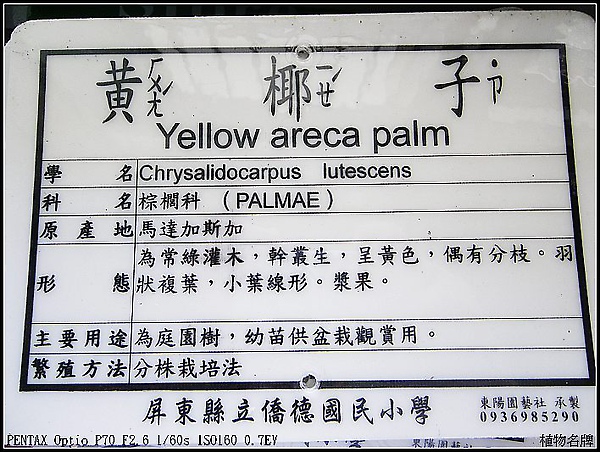 黃ㄏㄨㄤˊ 椰ㄧㄝˊ 子ㄗˇ
Yellow areca palm
學名 Chrysalidocarpus lutescens
科名 棕櫚科 （PALMAE）
原產地 馬達加斯加
為常綠灌木，幹叢生，呈黃色，偶有分枝。羽
形態 狀複葉，小葉線形。漿果。
主要用途 為庭園樹，幼苗供盆栽觀賞用。
繁殖方法 分株栽培法
屏東縣立僑德國民小學
東陽園藝社 承製
0936985290
PENTAX Optio P70 F2.6 1/60s ISO160 0.7EV
植物名牌